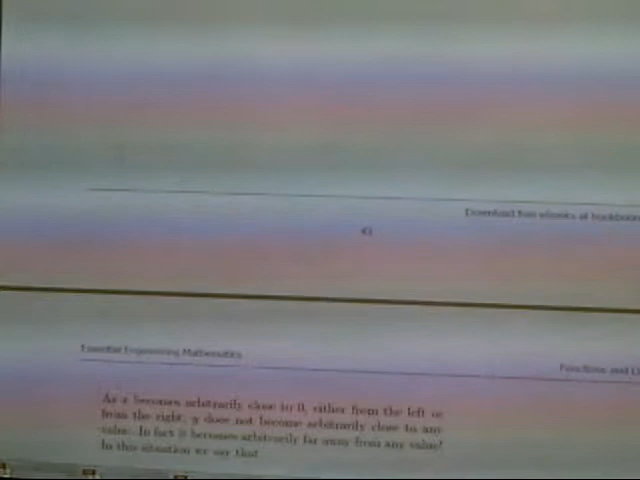 Download free ebooks at bookboon
Essential Engineering Mathematics
Functions and Li
As x becomes arbitrarily close to 0, either from the left or
from the right, y does not become arbitrarily close to any
value. In fact it becomes arbitrarily far away from any value!
In this situation we say that